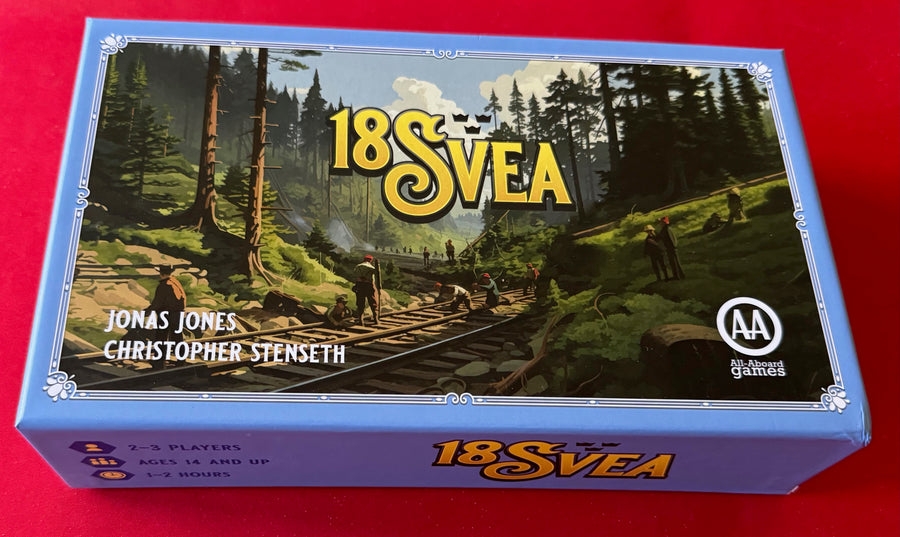 18SVEA
JONAS JONES
CHRISTOPHER STENSETH
AA
All-Aboard
games
2–3 PLAYERS
AGES 14 AND UP
1–2 HOURS
18SVEA